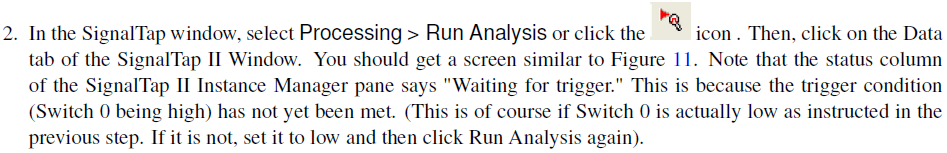 2. In the SignalTap window, select Processing > Run Analysis or click the icon . Then, click on the Data
tab of the SignalTap II Window. You should get a screen similar to Figure 11. Note that the status column
of the SignalTap II Instance Manager pane says "Waiting for trigger." This is because the trigger condition
(Switch 0 being high) has not yet been met. (This is of course if Switch 0 is actually low as instructed in the
previous step. If it is not, set it to low and then click Run Analysis again).